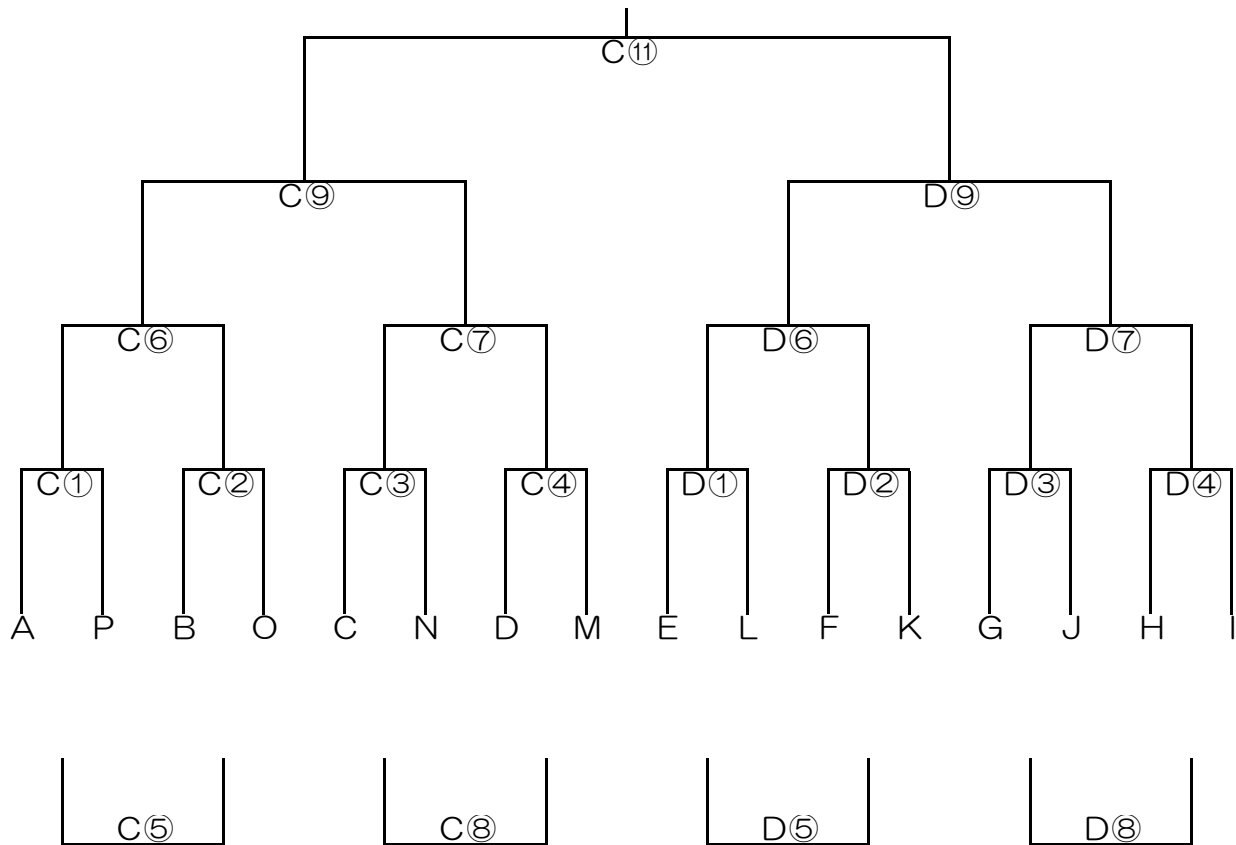 C⑪
C⑨ D⑨
C⑥ C⑦ D⑥ D⑦
C① C② C③ C④ D① D② D③ D④
A P B O C N D M E L F K G J H I
C⑤ C⑧ D⑤ D⑧